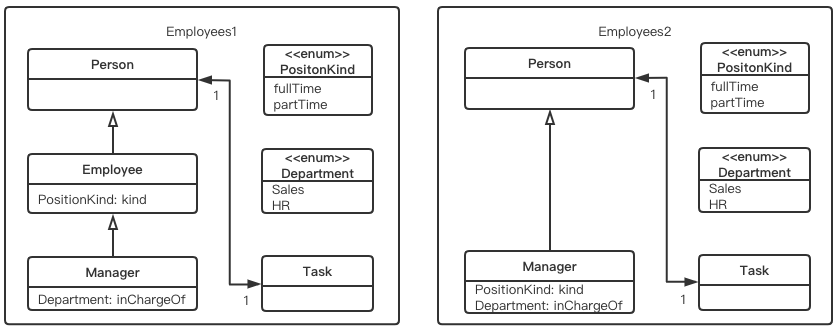 Employees1
Person
<<enum>>
PositonKind
fullTime
partTime
1
Employee
PositionKind: kind
<<enum>>
Department
Sales
HR
Manager
Department: inChargeOf
Task
1
Employees2
Person
<<enum>>
PositonKind
fullTime
partTime
1
<<enum>>
Department
Sales
HR
Manager
PositionKind: kind
Department: inChargeOf
Task
1